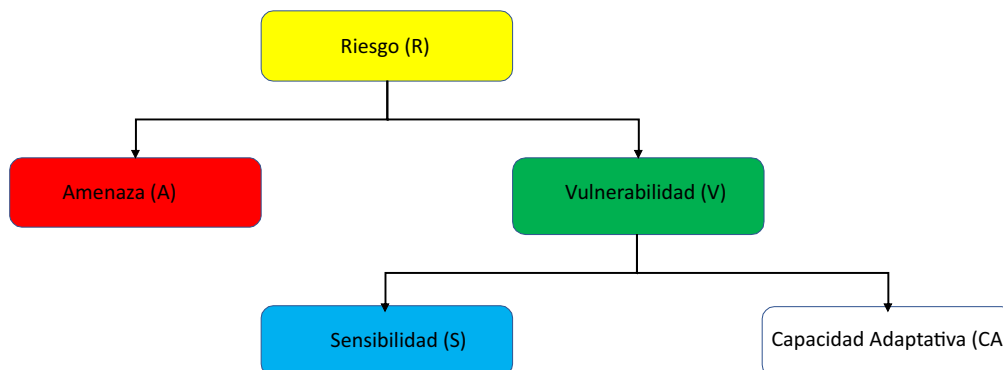 Riesgo (R)
Amenaza (A)
Vulnerabilidad (V)
Sensibilidad (S)
Capacidad Adaptativa (CA